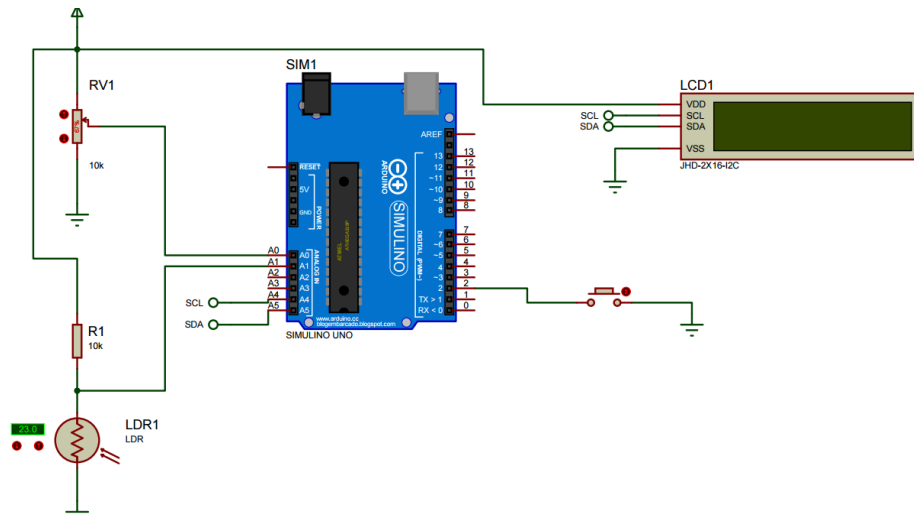 RV1
67%
10k
SIM1
LCD1
SCL
SDA
VDD
SCL
SDA
VSS
JHD-2X16-I2C
AREF
13
12
~11
~10
~9
8
13
12
11
10
9
8
RESET
5V
GND
POWER
ARDUINO
SIMULINO
ATMEL
DIGITAL (PWM~)
7
~6
~5
4
~3
2
TX > 1
RX < 0
7
6
5
4
3
2
1
0
A0
A1
A2
A3
A4
A5
A0
A1
A2
A3
A4
A5
ANALOG IN
www.arduino.cc
blogembarcado.blogspot.com
SIMULINO UNO
SCL
SDA
R1
10k
23.0
LDR1
LDR